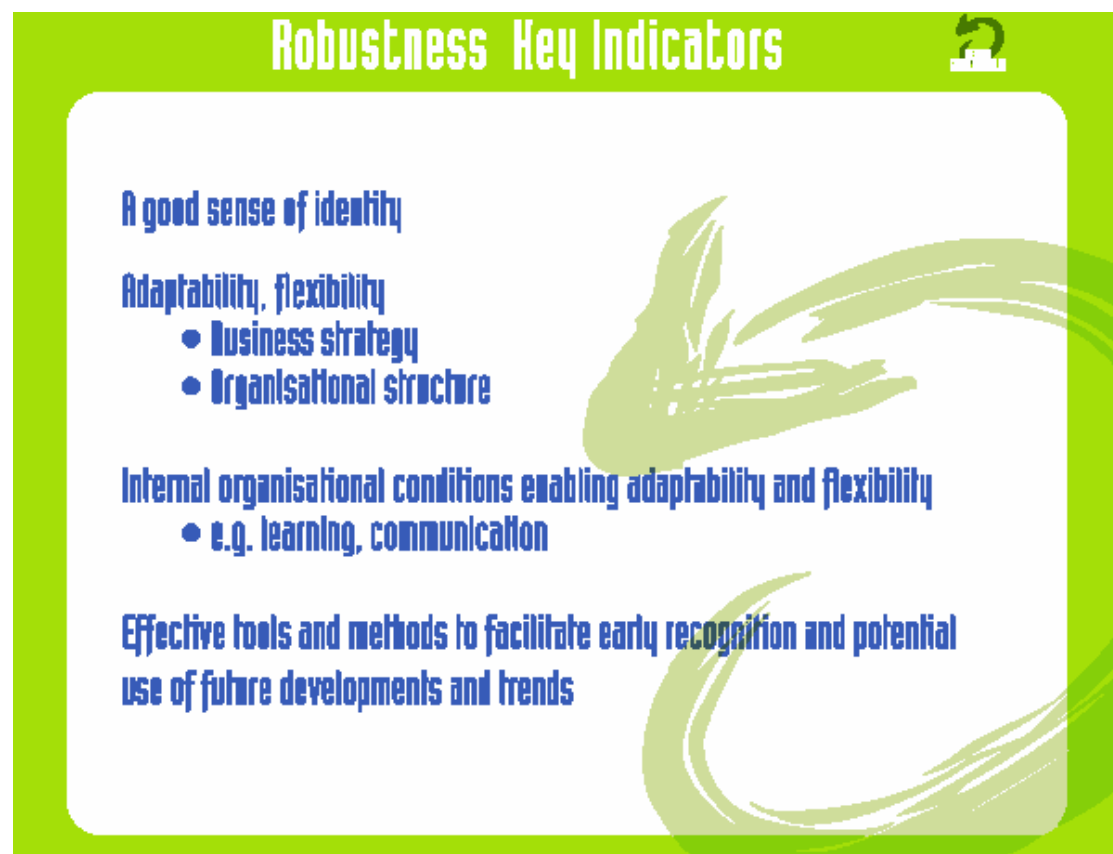 Robustness Key Indicators
A good sense of identity
Adaptability, flexibility
• Business strategy
• Organisational structure
Internal organisational conditions enabling adaptability and flexibility
• e.g. learning, communication
Effective tools and methods to facilitate early recognition and potential
use of future developments and trends